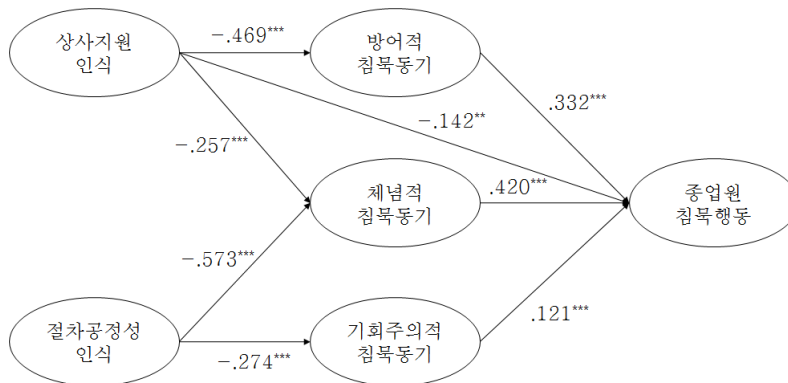 상사지원
인식
-.469***
방어적
침묵동기
.332***
-.142**
-.257***
체념적
침묵동기
.420***
종업원
침묵행동
-.573***
절차공정성
인식
-.274***
기회주의적
침묵동기
.121***